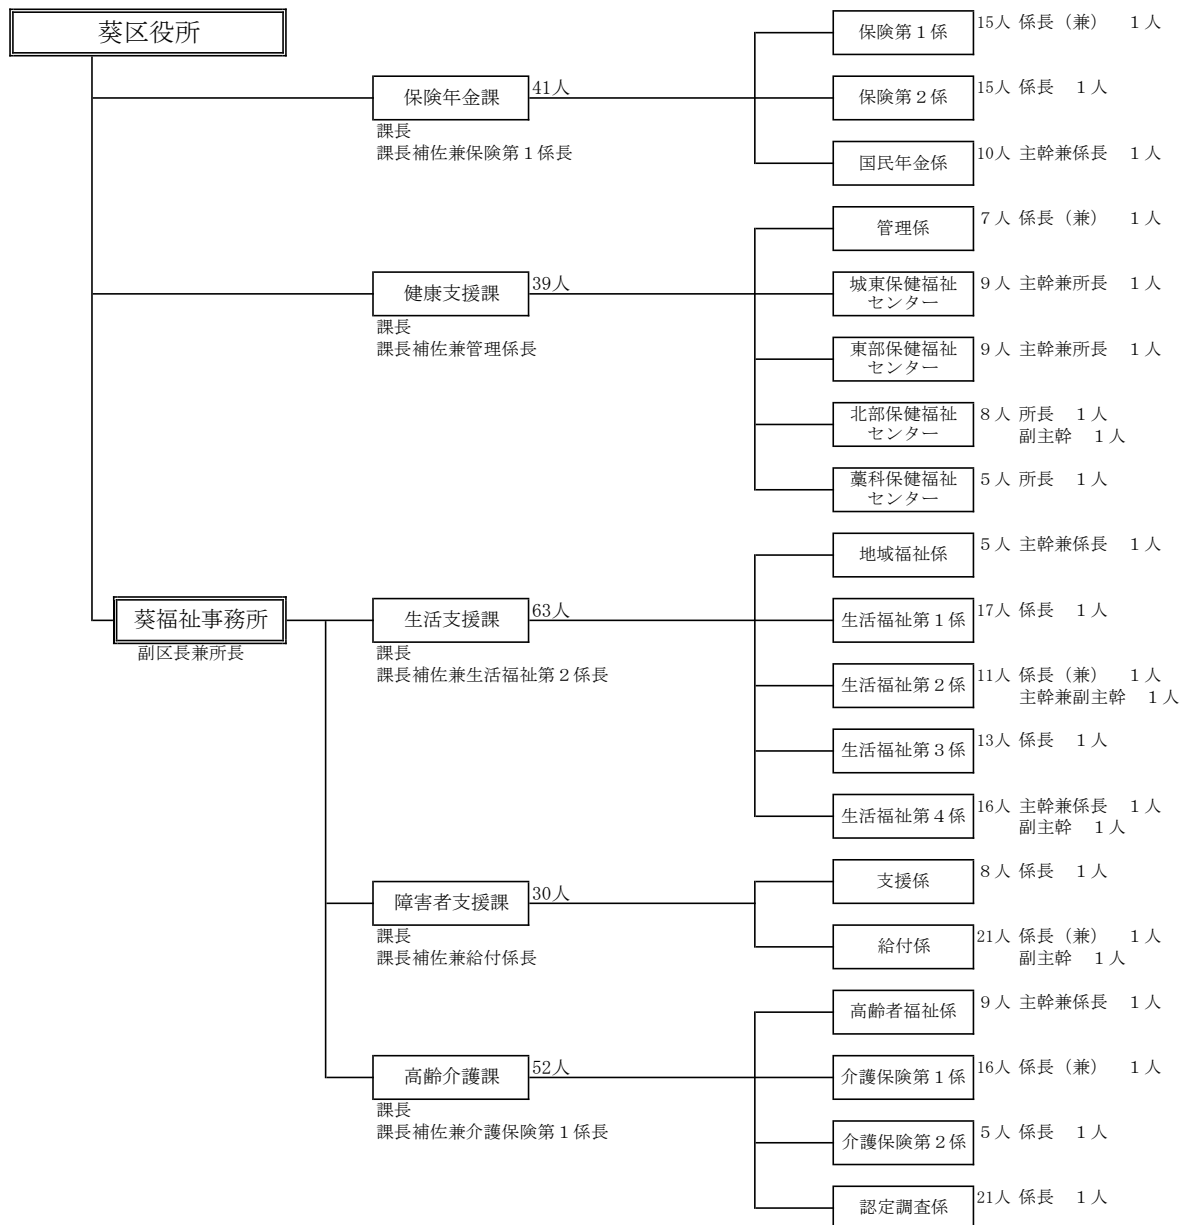 葵区役所
保険年金課 41人
課長
課長補佐兼保険第１係長
保険第１係 15人 係長（兼） １人
保険第２係 15人 係長 １人
国民年金係 10人 主幹兼係長 １人
健康支援課 39人
課長
課長補佐兼管理係長
管理係 ７人 係長（兼） １人
城東保健福祉
センター ９人 主幹兼所長 １人
東部保健福祉
センター ９人 主幹兼所長 １人
北部保健福祉
センター ８人 所長 １人
副主幹 １人
藁科保健福祉
センター ５人 所長 １人
葵福祉事務所
副区長兼所長
生活支援課 63人
課長
課長補佐兼生活福祉第２係長
地域福祉係 ５人 主幹兼係長 １人
生活福祉第１係 17人 係長 １人
生活福祉第２係 11人 係長（兼） １人
主幹兼副主幹 １人
生活福祉第３係 13人 係長 １人
生活福祉第４係 16人 主幹兼係長 １人
副主幹 １人
障害者支援課 30人
課長
課長補佐兼給付係長
支援係 ８人 係長 １人
給付係 21人 係長（兼） １人
副主幹 １人
高齢介護課 52人
課長
課長補佐兼介護保険第１係長
高齢者福祉係 ９人 主幹兼係長 １人
介護保険第１係 16人 係長（兼） １人
介護保険第２係 ５人 係長 １人
認定調査係 21人 係長 １人